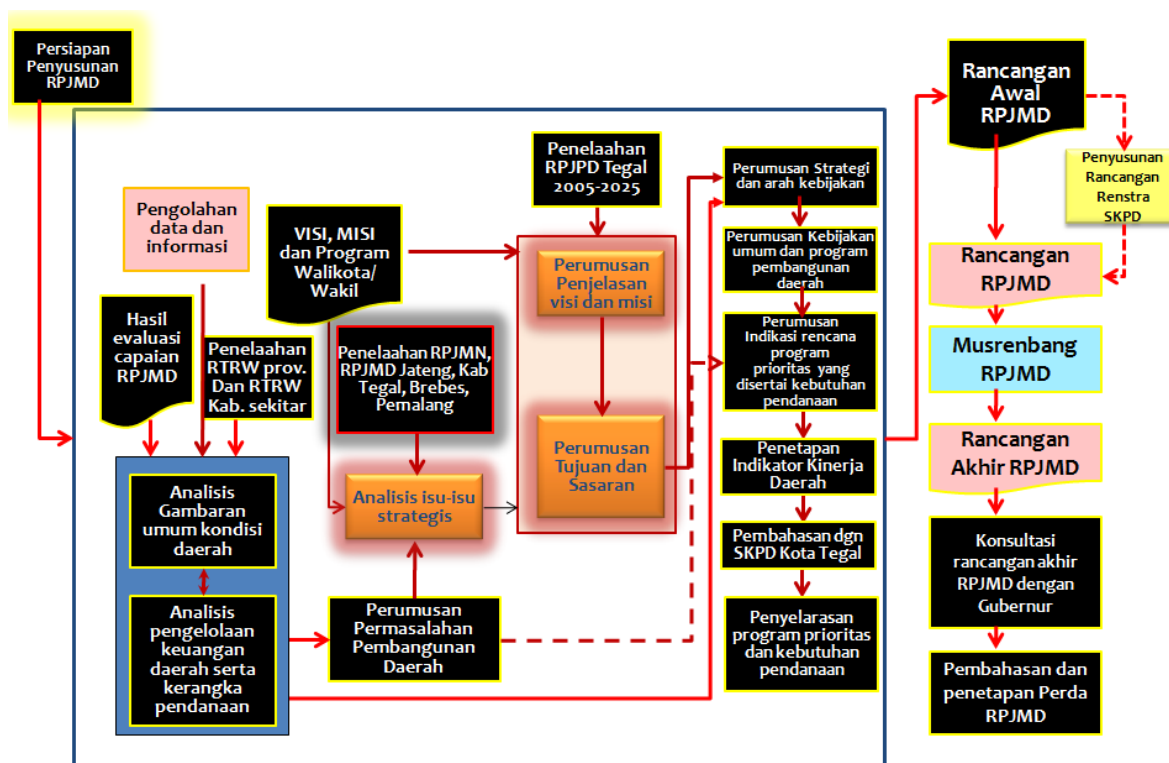 Persiapan
Penyusunan
RPJMD
Pengolahan
data dan
informasi
Hasil
evaluasi
capaian
RPJMD
Penelaahan
RTRW prov.
Dan RTRW
Kab. sekitar
Analisis
Gambaran
umum kondisi
daerah
Analisis
pengelolaan
keuangan
daerah serta
kerangka
pendanaan
VISI, MISI
dan Program
Walikota/
Wakil
Penelaahan RPJMN,
RPJMD Jateng, Kab
Tegal, Brebes,
Pemalang
Analisis isu-isu
strategis
Perumusan
Permasalahan
Pembangunan
Daerah
Penelaahan
RPJPD Tegal
2005-2025
Perumusan
Penjelasan
visi dan misi
Perumusan
Tujuan dan
Sasaran
Perumusan Strategi
dan arah kebijakan
Perumusan Kebijakan
umum dan program
pembangunan
daerah
Perumusan
Indikasi rencana
program
prioritas yang
disertai kebutuhan
pendanaan
Penetapan
Indikator Kinerja
Daerah
Pembahasan dgn
SKPD Kota Tegal
Penyelarasan
program prioritas
dan kebutuhan
pendanaan
Rancangan
Awal
RPJMD
Penyusunan
Rancangan
Renstra
SKPD
Rancangan
RPJMD
Musrenbang
RPJMD
Rancangan
Akhir RPJMD
Konsultasi
rancangan akhir
RPJMD dengan
Gubernur
Pembahasan dan
penetapan Perda
RPJMD